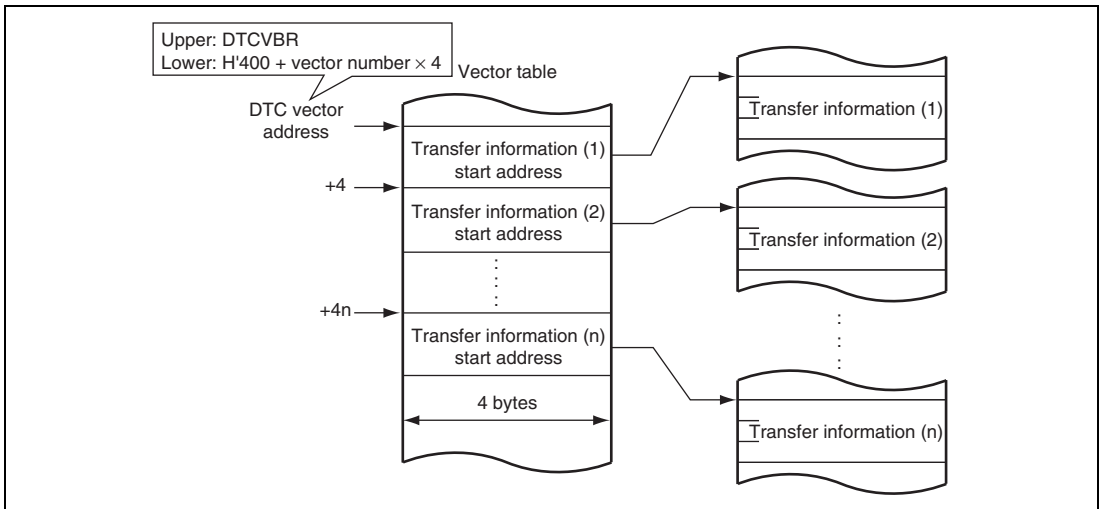 Upper: DTCVBR
Lower: H'400 + vector number × 4
Vector table
DTC vector
address
Transfer information (1)
start address
+4
Transfer information (2)
start address
+4n
Transfer information (n)
start address
4 bytes
Transfer information (1)
Transfer information (2)
Transfer information (n)